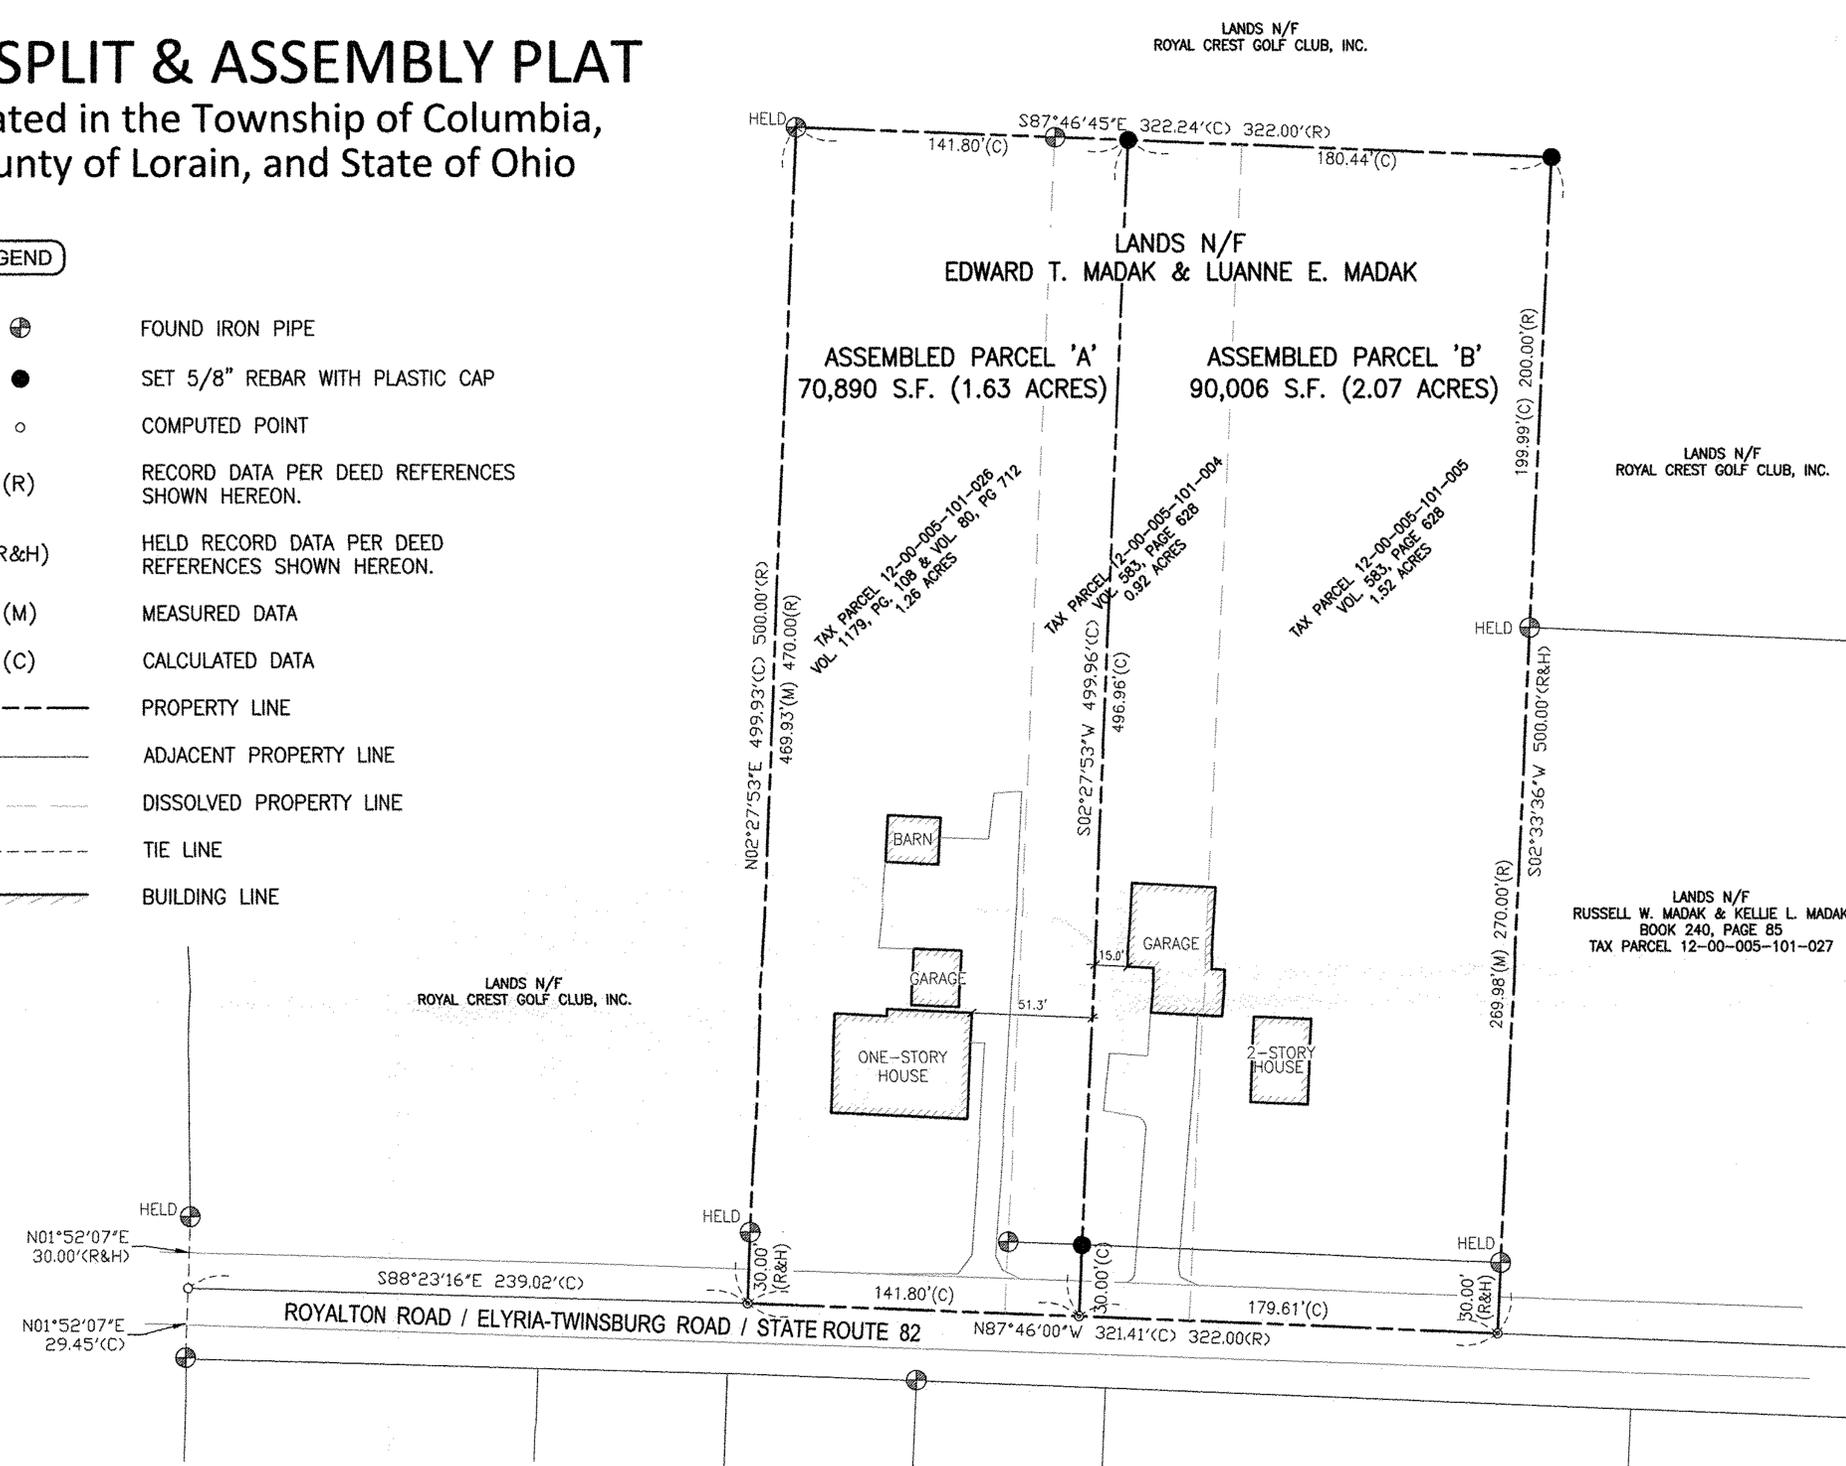 SPLIT & ASSEMBLY PLAT
ated in the Township of Columbia,
unty of Lorain, and State of Ohio
GEND
FOUND IRON PIPE
SET 5/8" REBAR WITH PLASTIC CAP
COMPUTED POINT
(R)
RECORD DATA PER DEED REFERENCES
SHOWN HEREON.
R&H)
HELD RECORD DATA PER DEED
REFERENCES SHOWN HEREON.
(M)
MEASURED DATA
(C)
CALCULATED DATA
PROPERTY LINE
ADJACENT PROPERTY LINE
DISSOLVED PROPERTY LINE
TIE LINE
BUILDING LINE
LANDS N/F
ROYAL CREST GOLF CLUB, INC.
HELD
S87°46'45"E 322.24'(C) 322.00'(R)
141.80'(C)
180.44'(C)
LANDS N/F
EDWARD T. MADAK & LUANNE E. MADAK
ASSEMBLED PARCEL 'A'
70,890 S.F. (1.63 ACRES)
ASSEMBLED PARCEL 'B'
90,006 S.F. (2.07 ACRES)
199.99'(C) 200.00'(R)
LANDS N/F
ROYAL CREST GOLF CLUB, INC.
TAX PARCEL 12-00-005-101-026
VOL. 1179, PG. 108 & VOL. 80, PG 712
1.26 ACRES
TAX PARCEL 12-00-005-101-004
VOL. 583, PAGE 628
0.92 ACRES
TAX PARCEL 12-00-005-101-005
VOL. 583, PAGE 628
1.52 ACRES
HELD
N02°27'53"E 499.93'(C) 500.00'(R)
469.93'(M) 470.00(R)
S02°27'53"W 499.96'(C)
496.96'(C)
S02°33'36"W 500.00'(R&H)
269.98'(M) 270.00'(R)
BARN
GARAGE
GARAGE
15.0'
51.3'
ONE-STORY
HOUSE
2-STORY
HOUSE
LANDS N/F
RUSSELL W. MADAK & KELLIE L. MADAK
BOOK 240, PAGE 85
TAX PARCEL 12-00-005-101-027
LANDS N/F
ROYAL CREST GOLF CLUB, INC.
HELD
HELD
HELD
N01°52'07"E
30.00'(R&H)
30.00'
(R&H)
30.00'(C)
30.00'
(R&H)
S88°23'16"E 239.02'(C)
141.80'(C)
179.61'(C)
ROYALTON ROAD / ELYRIA-TWINSBURG ROAD / STATE ROUTE 82
N87°46'00"W 321.41'(C) 322.00(R)
N01°52'07"E
29.45'(C)